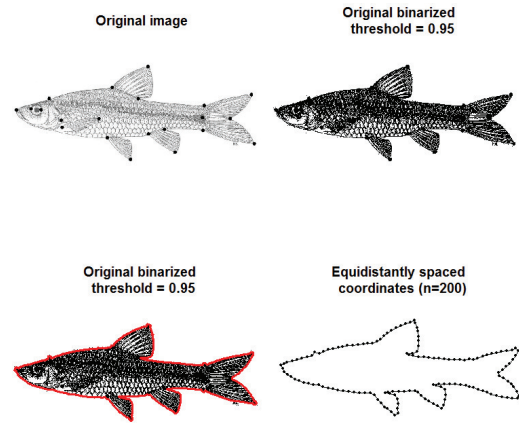 Original image
Original binarized
threshold = 0.95
Original binarized
threshold = 0.95
Equidistantly spaced
coordinates (n=200)